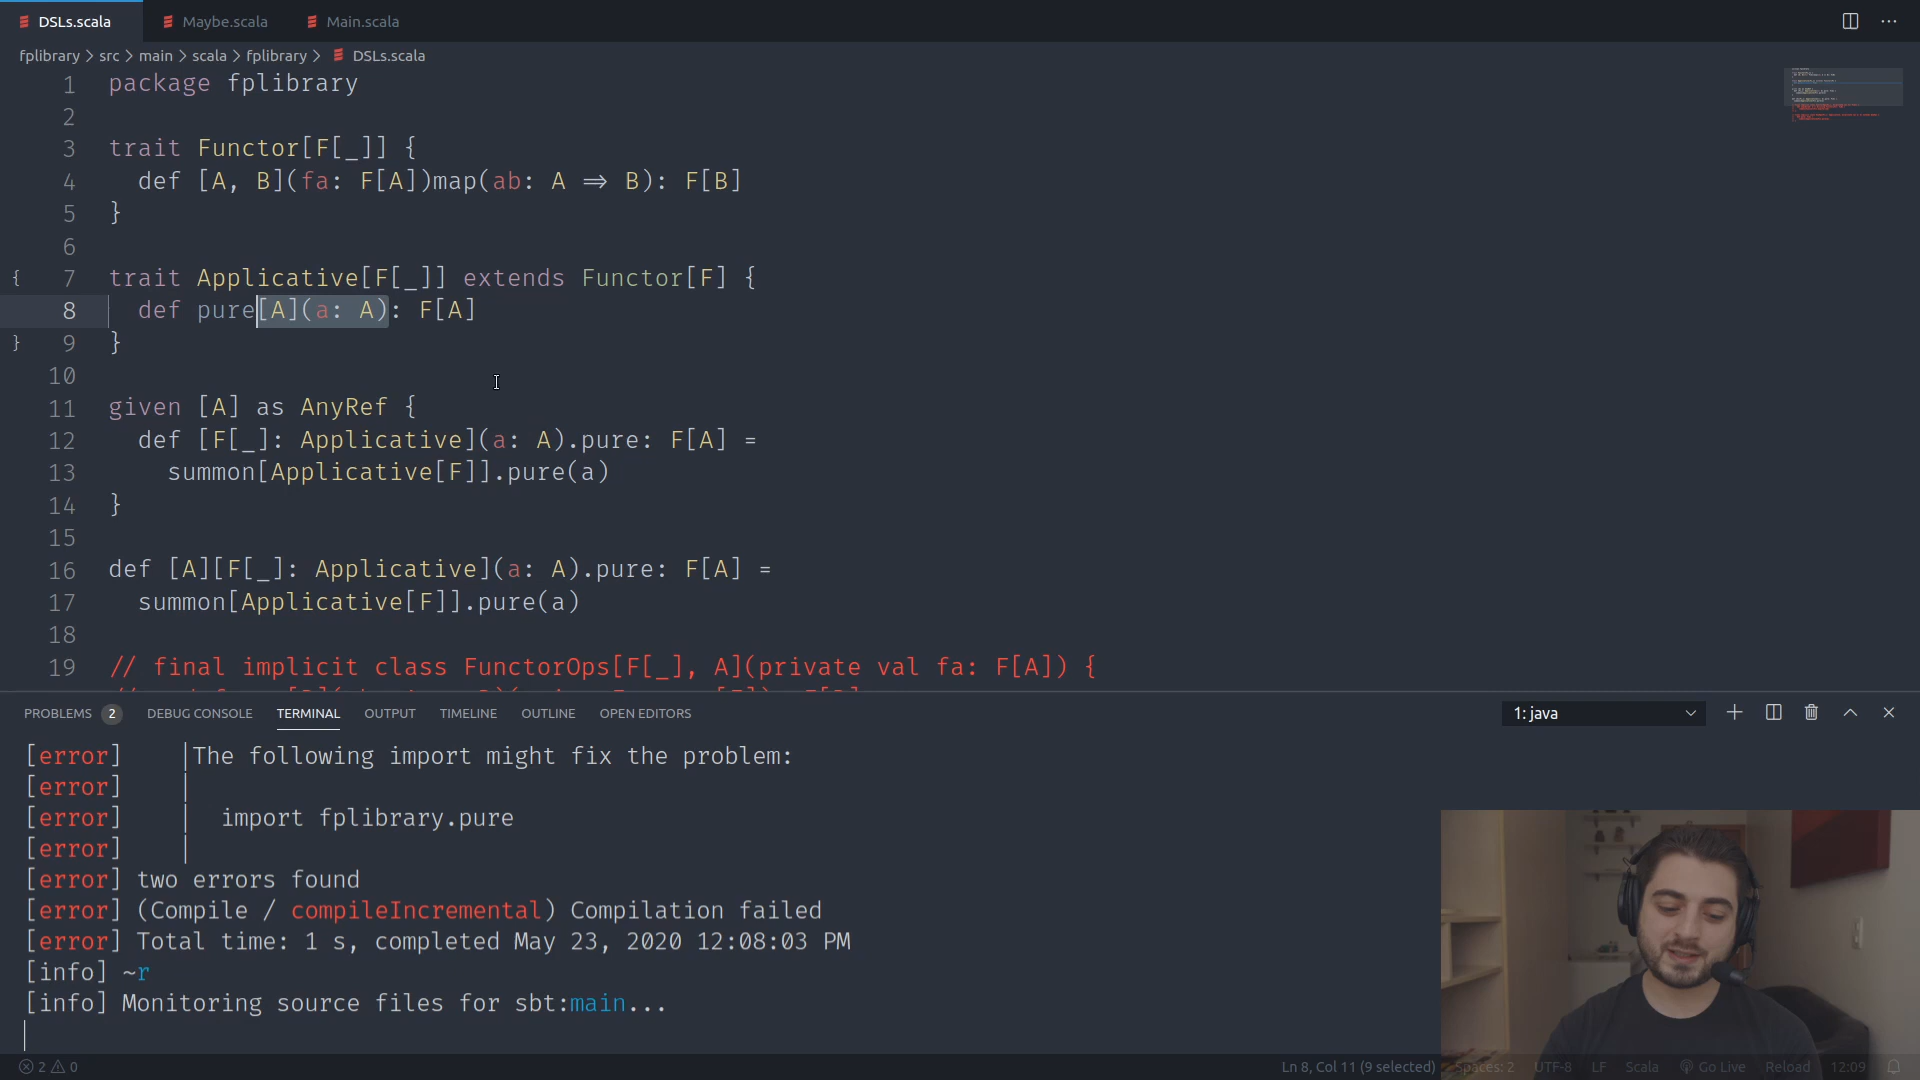 DSLs.scala Maybe.scala Main.scala ···
fplibrary > src > main > scala > fplibrary > DSLs.scala
1 package fplibrary
2
3 trait Functor[F[_]] {
4 def [A, B](fa: F[A])map(ab: A ⇒ B): F[B]
5 }
6
{ 7 trait Applicative[F[_]] extends Functor[F] {
8 def pure[A](a: A): F[A]
} 9 }
10
11 given [A] as AnyRef {
12 def [F[_]: Applicative](a: A).pure: F[A] =
13 summon[Applicative[F]].pure(a)
14 }
15
16 def [A][F[_]: Applicative](a: A).pure: F[A] =
17 summon[Applicative[F]].pure(a)
18
19 // final implicit class FunctorOps[F[_], A](private val fa: F[A]) {
PROBLEMS 2 DEBUG CONSOLE TERMINAL OUTPUT TIMELINE OUTLINE OPEN EDITORS 1: java
[error] |The following import might fix the problem:
[error] |
[error] | import fplibrary.pure
[error] |
[error] two errors found
[error] (Compile / compileIncremental) Compilation failed
[error] Total time: 1 s, completed May 23, 2020 12:08:03 PM
[info] ~r
[info] Monitoring source files for sbt:main...
2 0 Ln 8, Col 11 (9 selected) Spaces: 2 UTF-8 LF Scala Go Live Reload 12:09